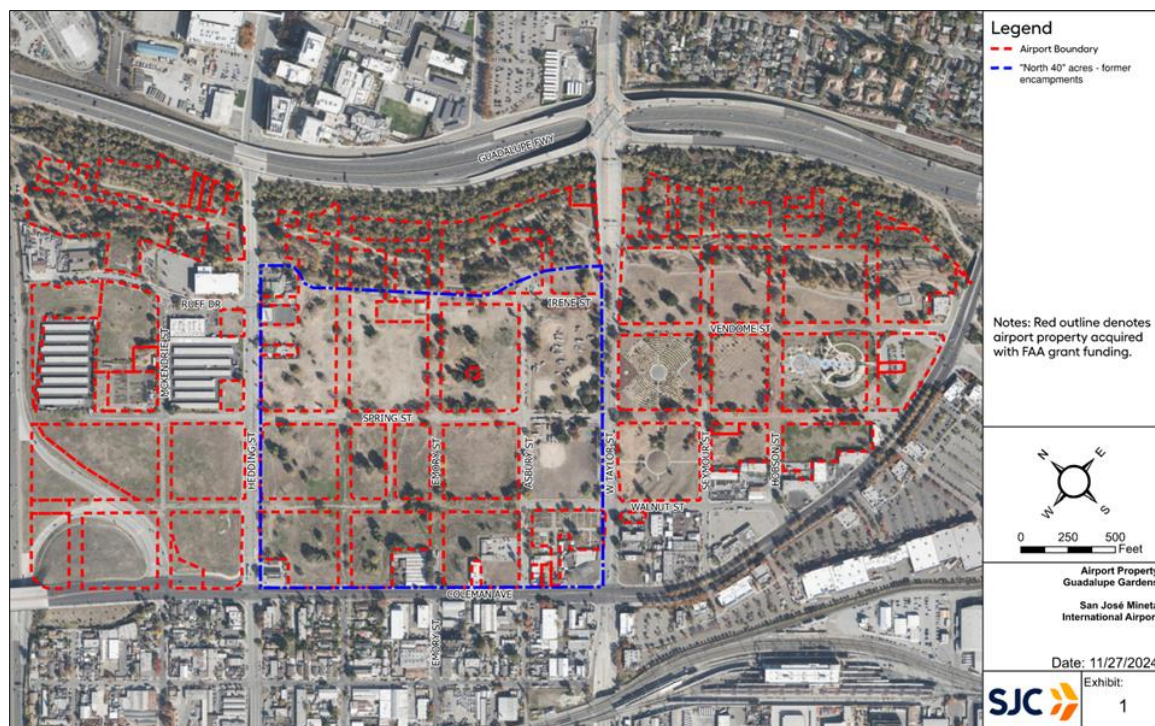 Legend
Airport Boundary
"North 40" acres - former
encampments
Notes: Red outline denotes
airport property acquired
with FAA grant funding.
N
E
W
S
0 250 500
Feet
Airport Property
Guadalupe Gardens
San José Mineta
International Airport
Date: 11/27/2024
SJC
Exhibit:
1
GUADALUPE FWY
RUFF DR
IRENE ST
VENDOME ST
MCKENDRIE ST
SPRING ST
HEDDING ST
EMORY ST
ASBURY ST
W TAYLOR ST
SEYMOUR ST
HOBSON ST
WALNUT ST
COLEMAN AVE
EMORY ST